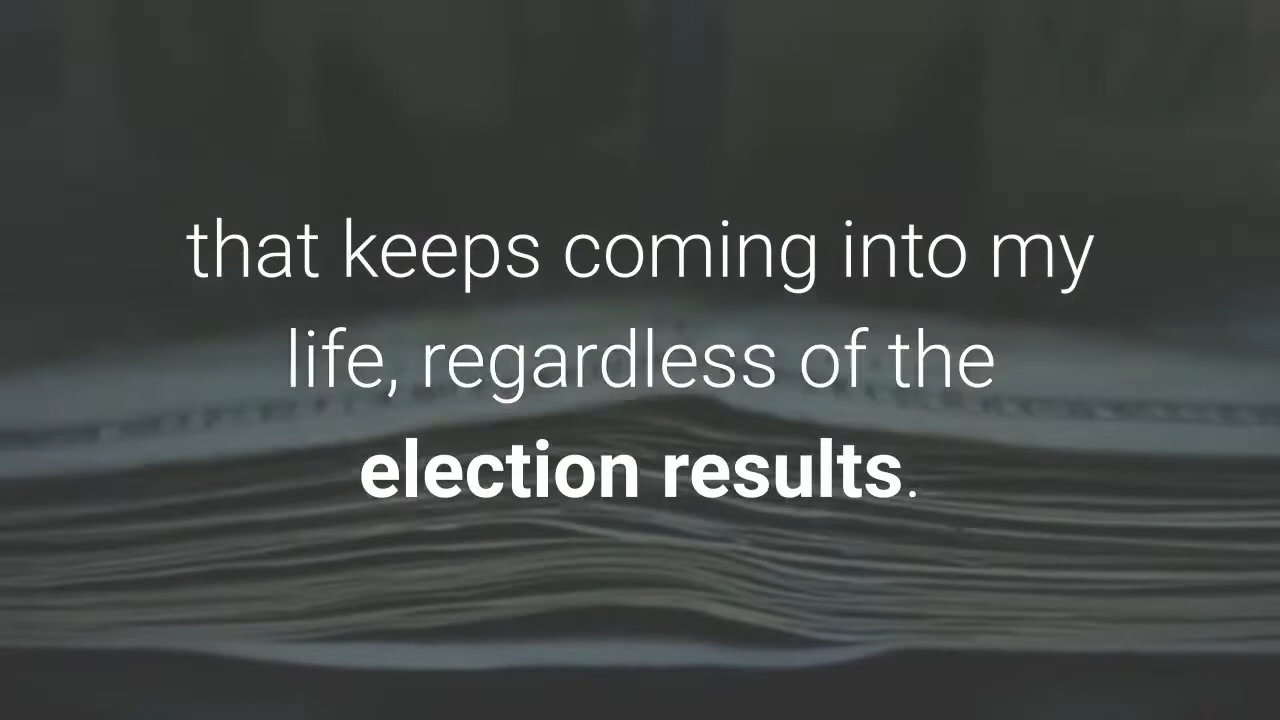 that keeps coming into my
life, regardless of the
election results.